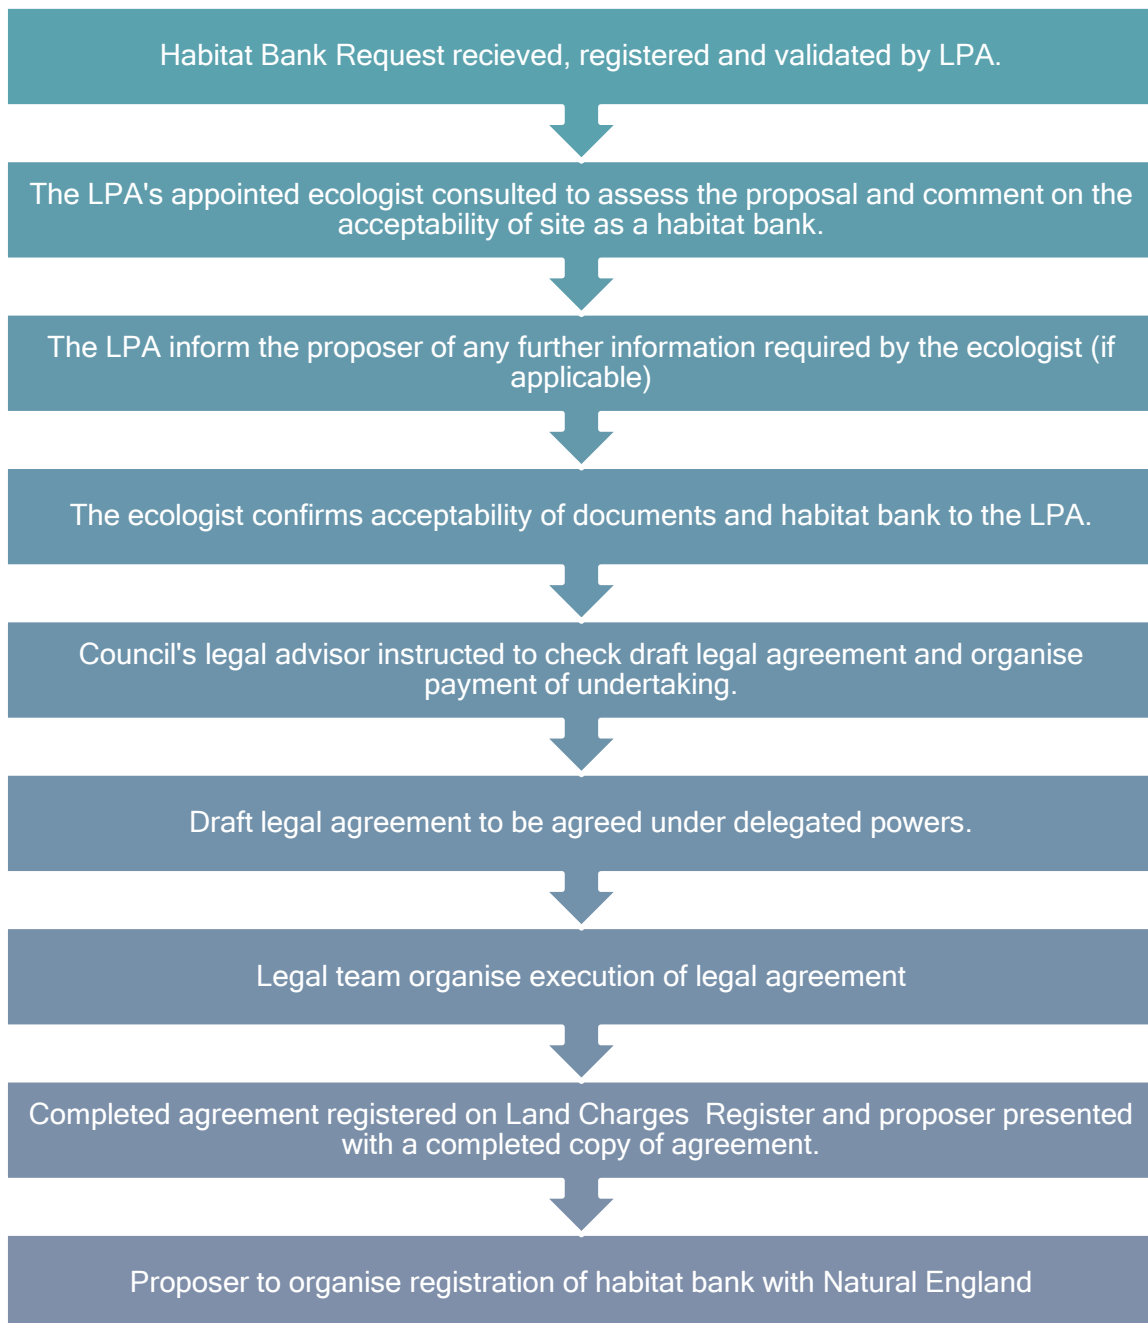 Habitat Bank Request recieved, registered and validated by LPA.
The LPA's appointed ecologist consulted to assess the proposal and comment on the
acceptability of site as a habitat bank.
The LPA inform the proposer of any further information required by the ecologist (if
applicable)
The ecologist confirms acceptability of documents and habitat bank to the LPA.
Council's legal advisor instructed to check draft legal agreement and organise
payment of undertaking.
Draft legal agreement to be agreed under delegated powers.
Legal team organise execution of legal agreement
Completed agreement registered on Land Charges  Register and proposer presented
with a completed copy of agreement.
Proposer to organise registration of habitat bank with Natural England